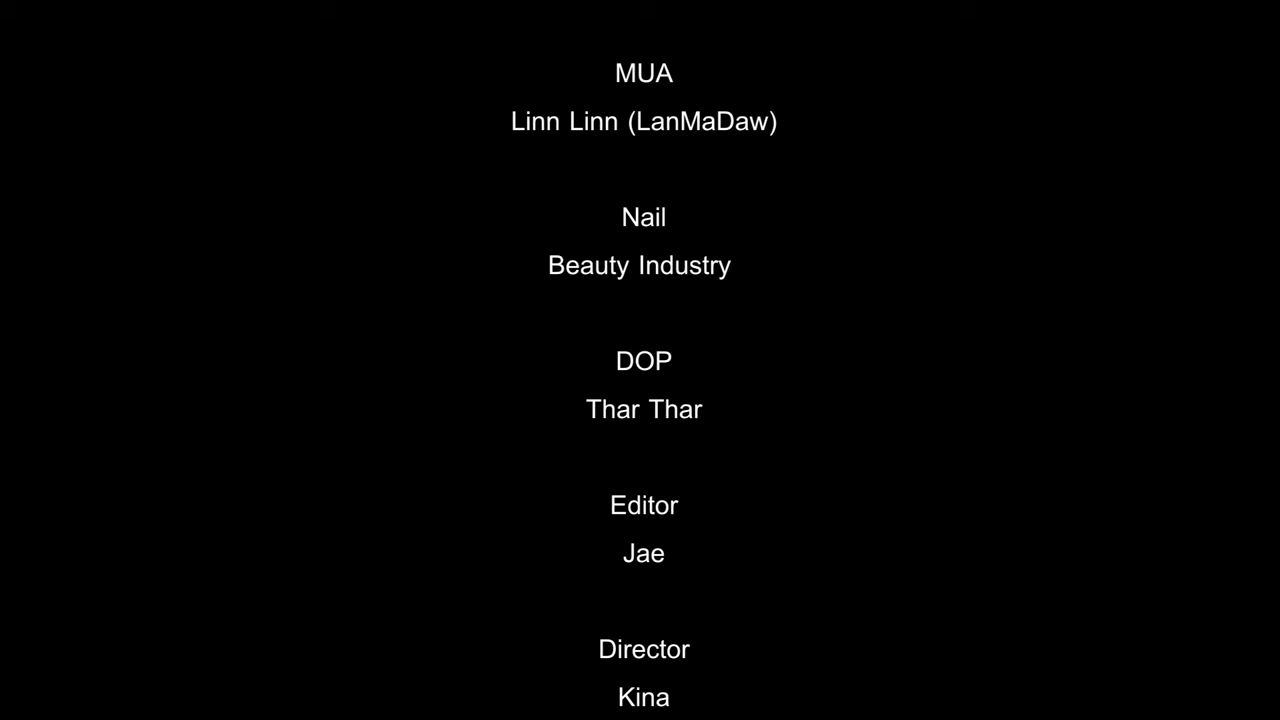 MUA
Linn Linn (LanMaDaw)
Nail
Beauty Industry
DOP
Thar Thar
Editor
Jae
Director
Kina